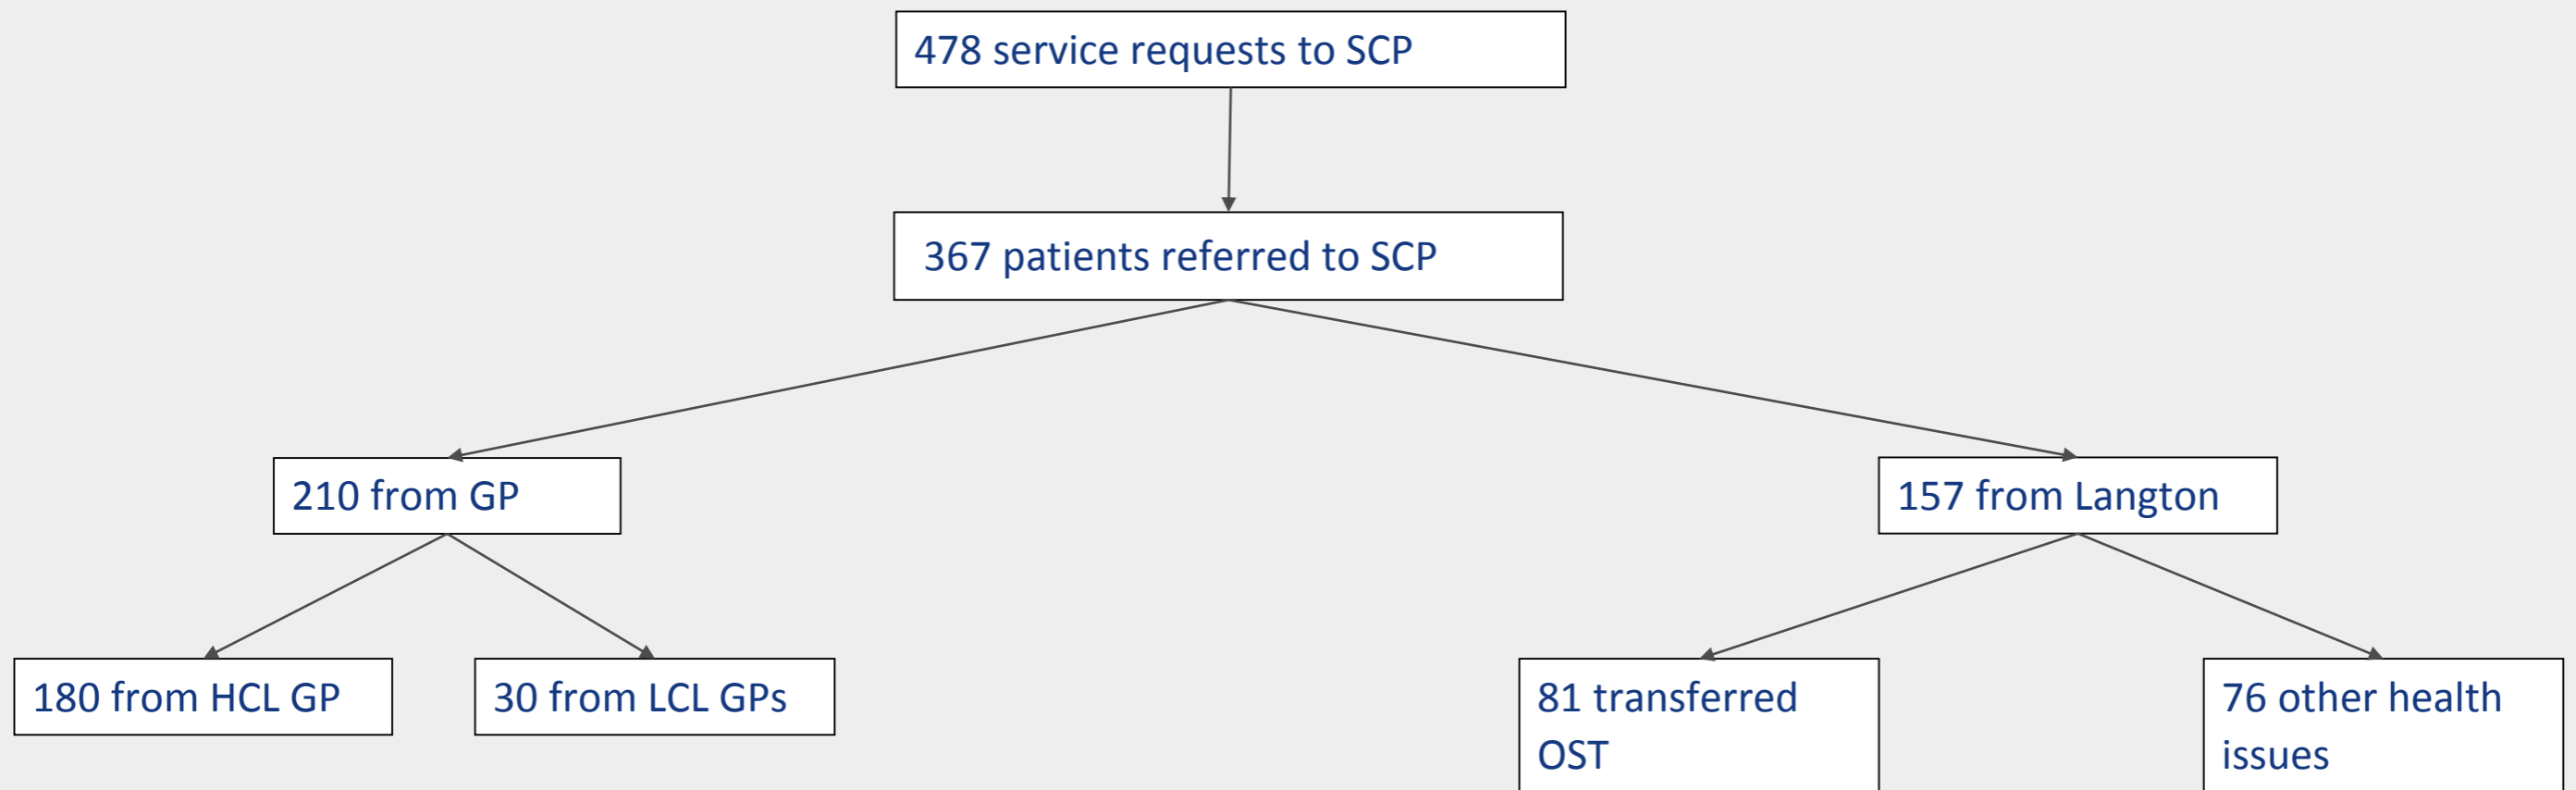 478 service requests to SCP
367 patients referred to SCP
210 from GP
157 from Langton
180 from HCL GP
30 from LCL GPs
81 transferred
OST
76 other health
issues